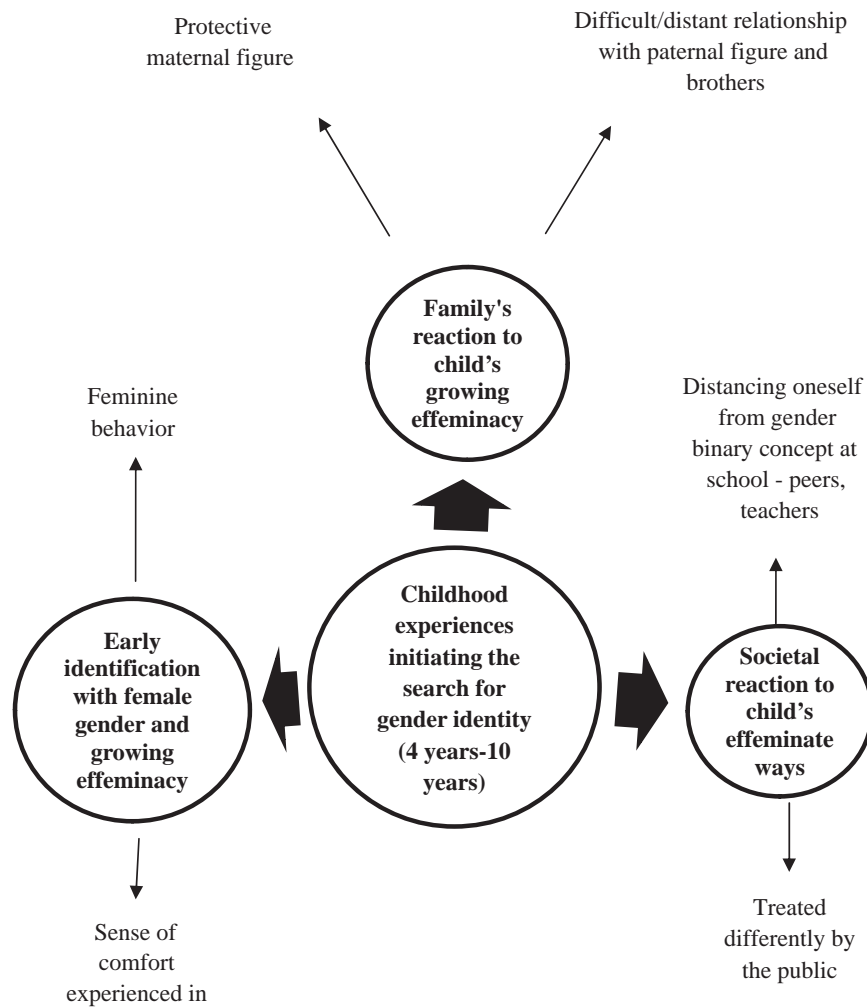 Protective
maternal figure
Difficult/distant relationship
with paternal figure and
brothers
Family's
reaction to
child’s
growing
effeminacy
Feminine
behavior
Distancing oneself
from gender
binary concept at
school - peers,
teachers
Early
identification
with female
gender and
growing
effeminacy
Childhood
experiences
initiating the
search for
gender identity
(4 years-10
years)
Societal
reaction to
child’s
effeminate
ways
Sense of
comfort
experienced in
Treated
differently by
the public